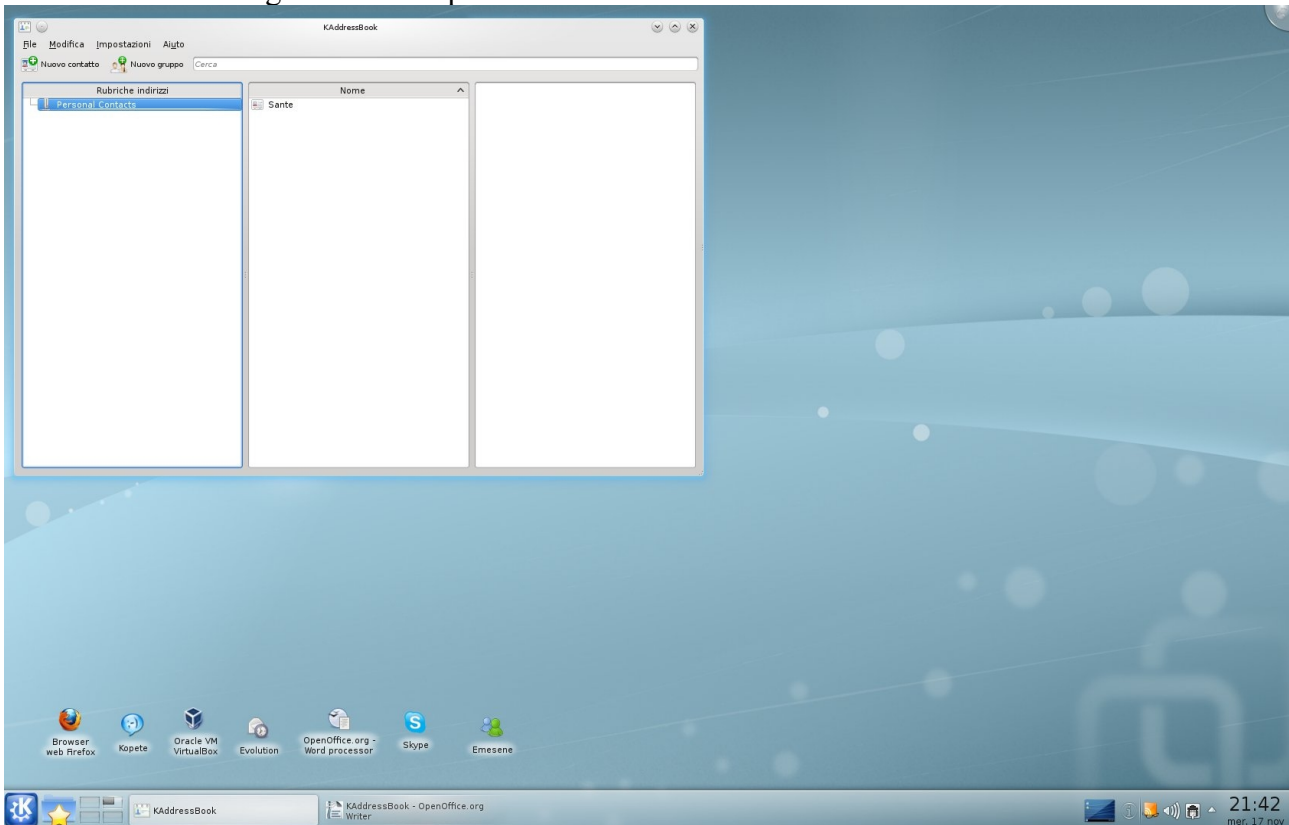 KAddressBook
File Modifica Impostazioni Aiuto
Nuovo contatto Nuovo gruppo Cerca
Rubriche indirizzi Nome
Personal Contacts Sante
Browser
web Firefox
Kopete
Oracle VM
VirtualBox
Evolution
OpenOffice.org -
Word processor
Skype
Emesene
KAddressBook
KAddressBook - OpenOffice.org
Writer
21:42
mer. 17 nov